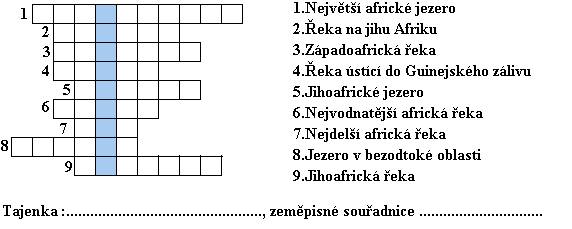 1
2
3
4
5
6
7
8
9
1.Největší africké jezero
2.Řeka na jihu Afriku
3.Západoafrická řeka
4.Řeka ústící do Guinejského zálivu
5.Jihoafrické jezero
6.Nejvodnatější africká řeka
7.Nejdelší africká řeka
8.Jezero v bezodtoké oblasti
9.Jihoafrická řeka
Tajenka :................................................., zeměpisné souřadnice ...............................